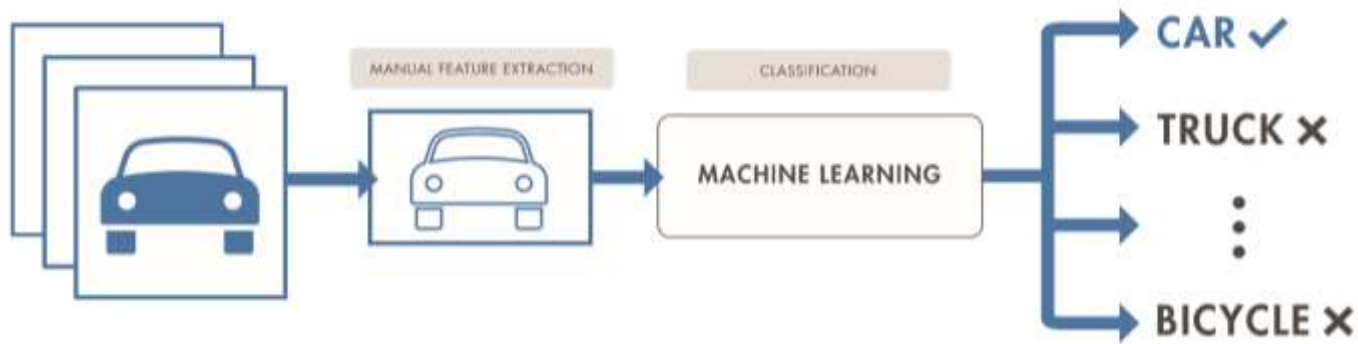 MANUAL FEATURE EXTRACTION
CLASSIFICATION
MACHINE LEARNING
CAR ✓
TRUCK ✕
⋮
BICYCLE ✕